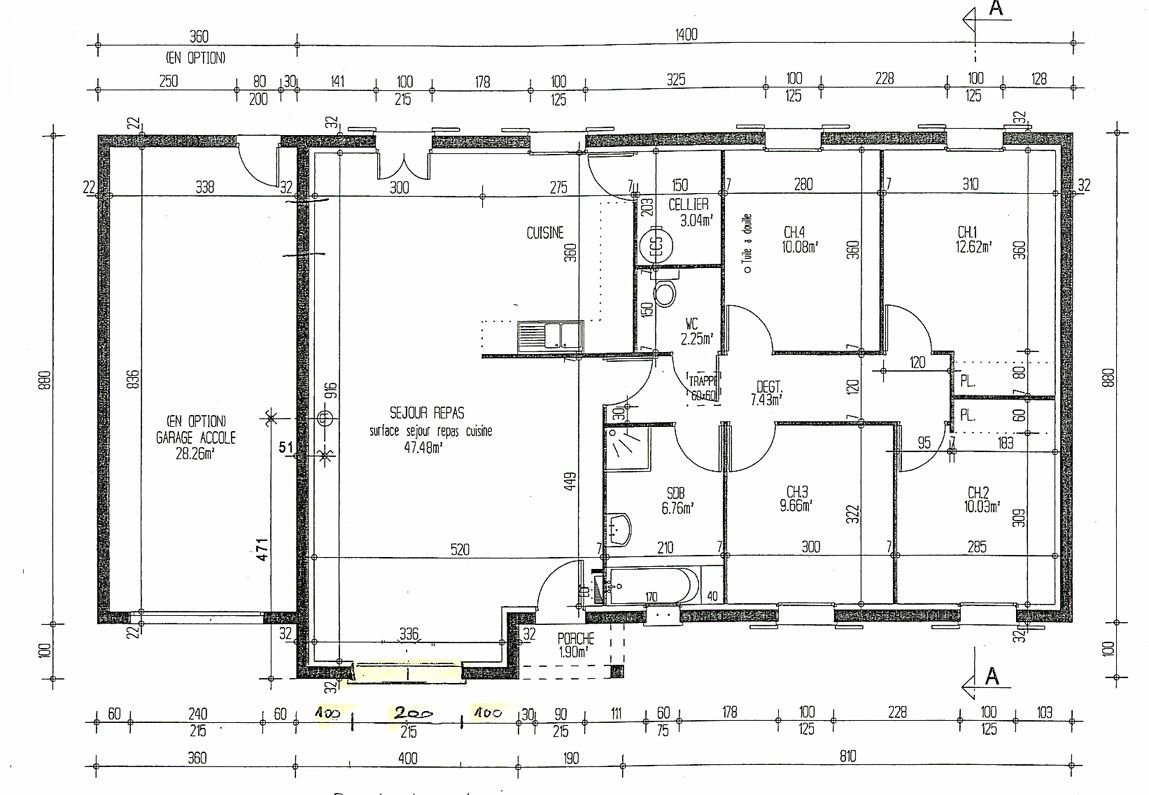 A
360
1400
(EN OPTION)
250 80 30 141 100 178 100 325 100 228 100 128
200 215 125 125 125
22 32 32
22 338 32 300 275 7 150 7 280 7 310 32
CELLIER
3.04m²
203
ECS
CUISINE
360
CH.4
10.08m²
o Tuile a douille
360
CH.1
12.62m²
360
7
150
WC
2.25m²
7 7 7
120
TRAPPE
60x60
DEGT.
7.43m²
120
PL.
80
7
PL.
60
880
836
916
880
(EN OPTION)
GARAGE ACCOLE
28.26m²
SEJOUR REPAS
surface sejour repas cuisine
47.48m²
30
7
51
95 7 183
449
SDB
6.76m²
CH.3
9.66m²
322
CH.2
10.03m²
309
471
520 7 210 7 300 7 285
170 40
22
32 336 32
PORCHE
1.90m²
32
32
100
100
A
60 240 60 100 200 100 30 90 111 60 178 100 228 100 103
215 215 215 75 125 125
360 400 190 810